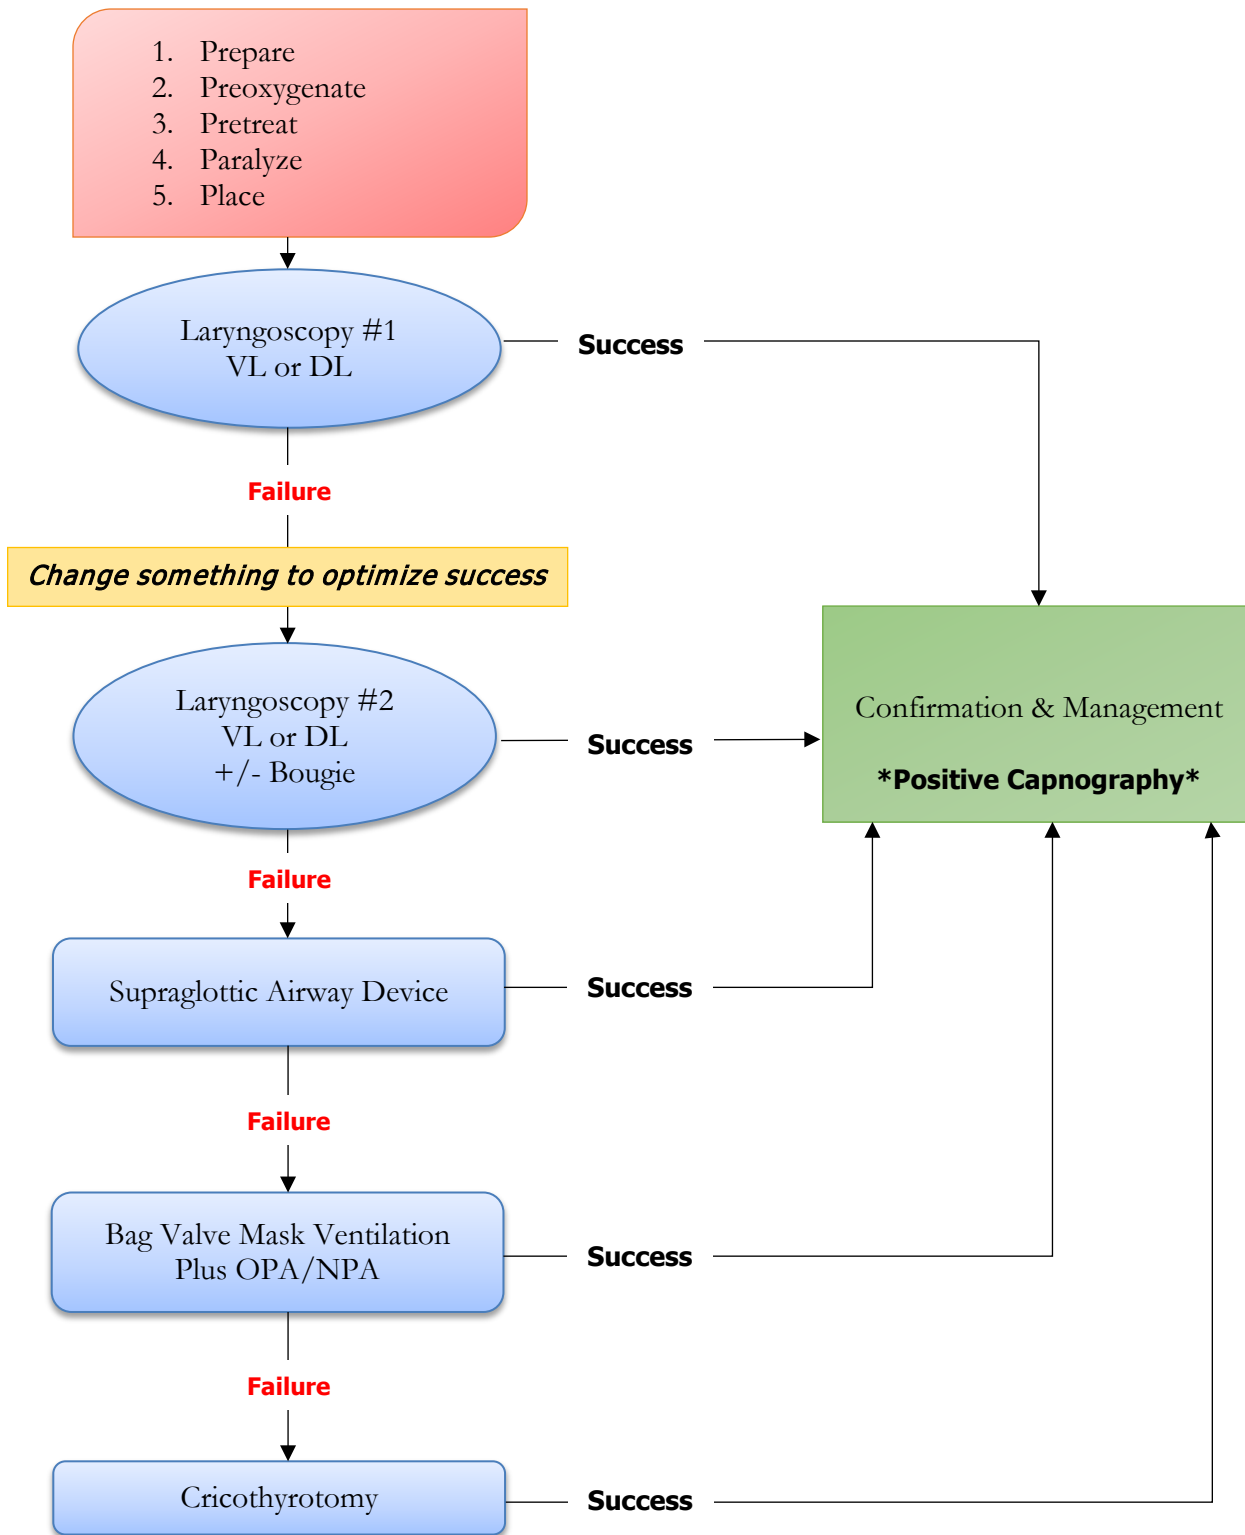 1. Prepare
2. Preoxygenate
3. Pretreat
4. Paralyze
5. Place
Laryngoscopy #1
VL or DL
Success
Failure
Change something to optimize success
Laryngoscopy #2
VL or DL
+/- Bougie
Success
Confirmation & Management
*Positive Capnography*
Failure
Supraglottic Airway Device
Success
Failure
Bag Valve Mask Ventilation
Plus OPA/NPA
Success
Failure
Cricothyrotomy
Success